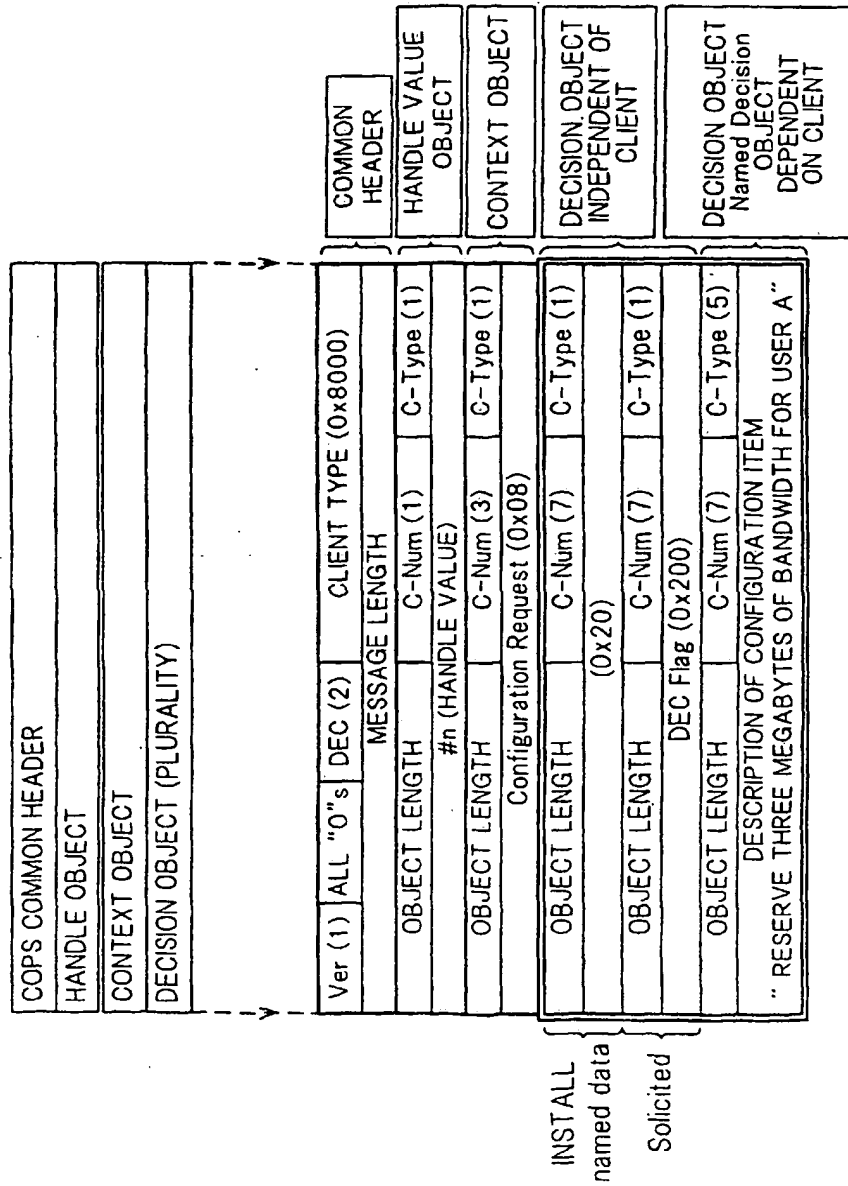 COPS COMMON HEADER
HANDLE OBJECT
CONTEXT OBJECT
DECISION OBJECT (PLURALITY)
Ver (1) ALL "0"s DEC (2) CLIENT TYPE (0x8000)
MESSAGE LENGTH
COMMON
HEADER
OBJECT LENGTH C-Num (1) C-Type (1)
#n (HANDLE VALUE)
HANDLE VALUE
OBJECT
OBJECT LENGTH C-Num (3) C-Type (1)
Configuration Request (0x08)
CONTEXT OBJECT
INSTALL
named data
OBJECT LENGTH C-Num (7) C-Type (1)
(0x20)
Solicited
OBJECT LENGTH C-Num (7) C-Type (1)
DEC Flag (0x200)
DECISION OBJECT
INDEPENDENT OF
CLIENT
OBJECT LENGTH C-Num (7) C-Type (5)
DESCRIPTION OF CONFIGURATION ITEM
" RESERVE THREE MEGABYTES OF BANDWIDTH FOR USER A"
DECISION OBJECT
Named Decision
OBJECT
DEPENDENT
ON CLIENT